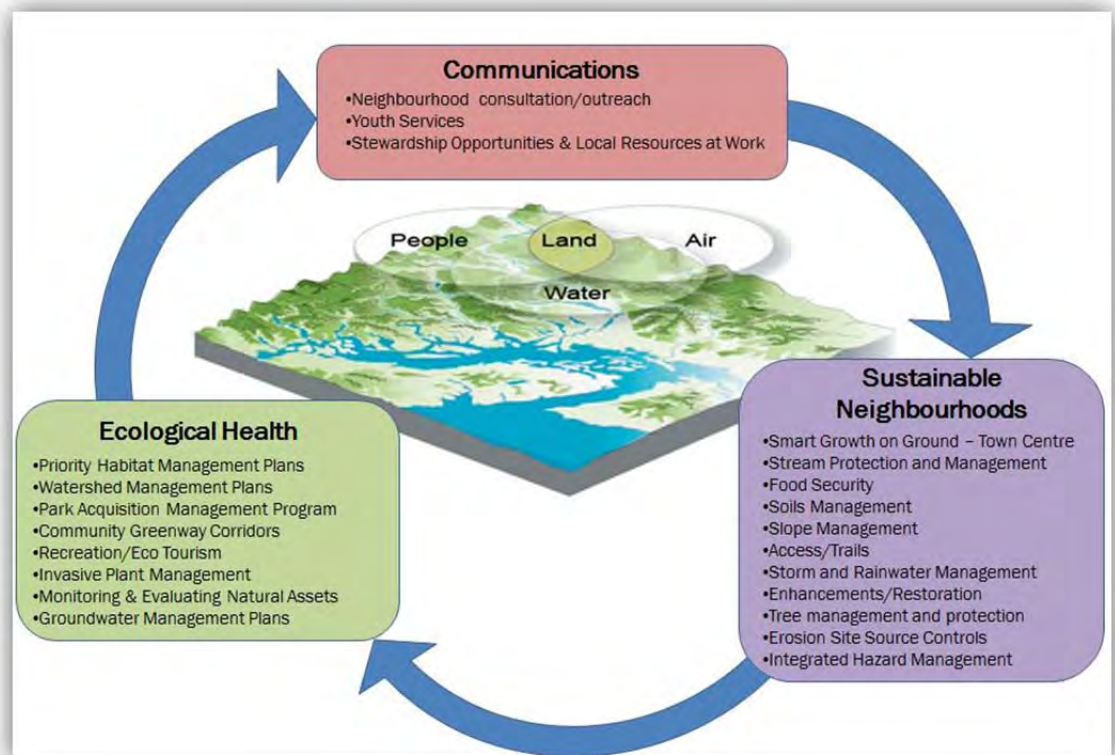 Communications
•Neighbourhood consultation/outreach
•Youth Services
•Stewardship Opportunities & Local Resources at Work
People
Land
Air
Water
Ecological Health
•Priority Habitat Management Plans
•Watershed Management Plans
•Park Acquisition Management Program
•Community Greenway Corridors
•Recreation/Eco Tourism
•Invasive Plant Management
•Monitoring & Evaluating Natural Assets
•Groundwater Management Plans
Sustainable
Neighbourhoods
•Smart Growth on Ground – Town Centre
•Stream Protection and Management
•Food Security
•Soils Management
•Slope Management
•Access/Trails
•Storm and Rainwater Management
•Enhancements/Restoration
•Tree management and protection
•Erosion Site Source Controls
•Integrated Hazard Management